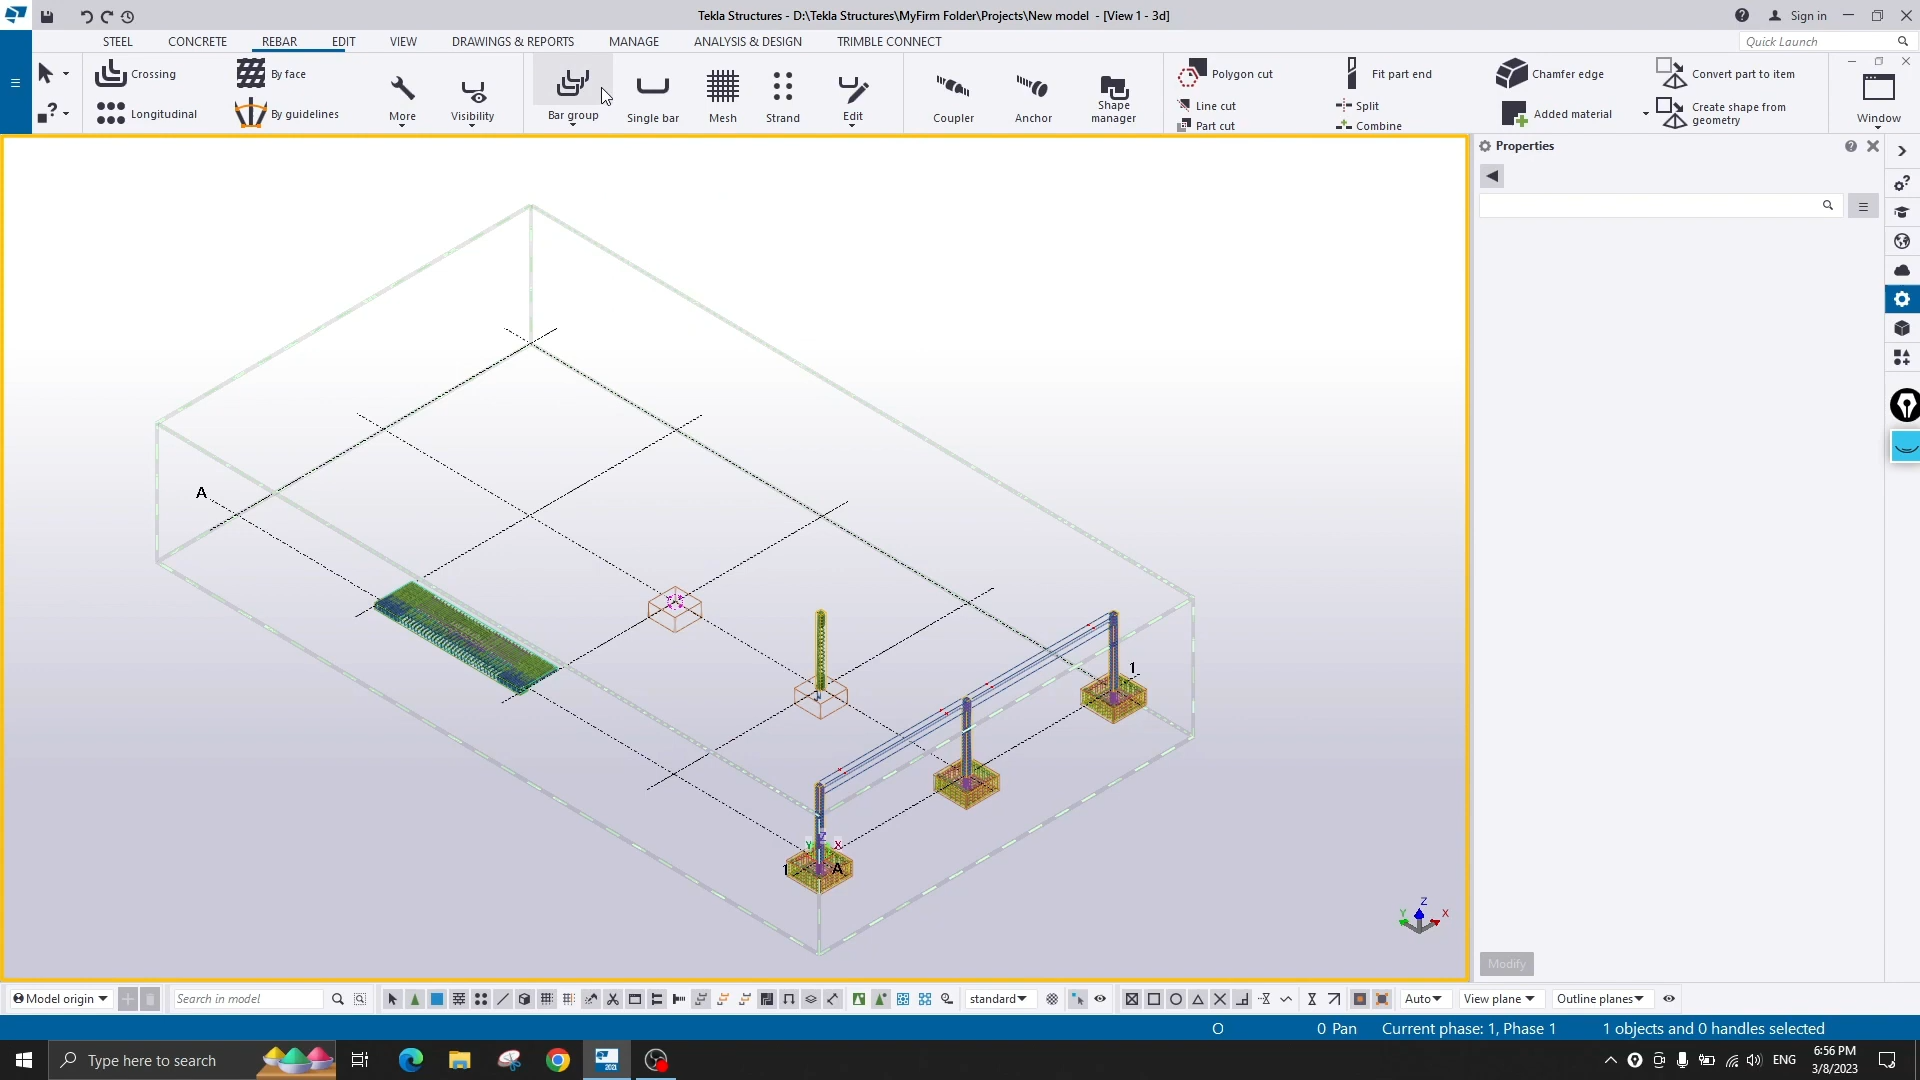 Tekla Structures - D:\Tekla Structures\MyFirm Folder\Projects\New model - [View 1 - 3d]
Sign in
STEEL CONCRETE REBAR EDIT VIEW DRAWINGS & REPORTS MANAGE ANALYSIS & DESIGN TRIMBLE CONNECT
Quick Launch
Crossing
Longitudinal
By face
By guidelines
More
Visibility
Bar group
Single bar
Mesh
Strand
Edit
Coupler
Anchor
Shape
manager
Polygon cut
Line cut
Part cut
Fit part end
Split
Combine
Chamfer edge
Added material
Convert part to item
Create shape from
geometry
Window
Properties
A
1
Z
Y X
1 A
Z
Y X
Modify
Model origin
Search in model
standard
Auto
View plane
Outline planes
O 0 Pan Current phase: 1, Phase 1 1 objects and 0 handles selected
Type here to search
2021
ENG
6:56 PM
3/8/2023